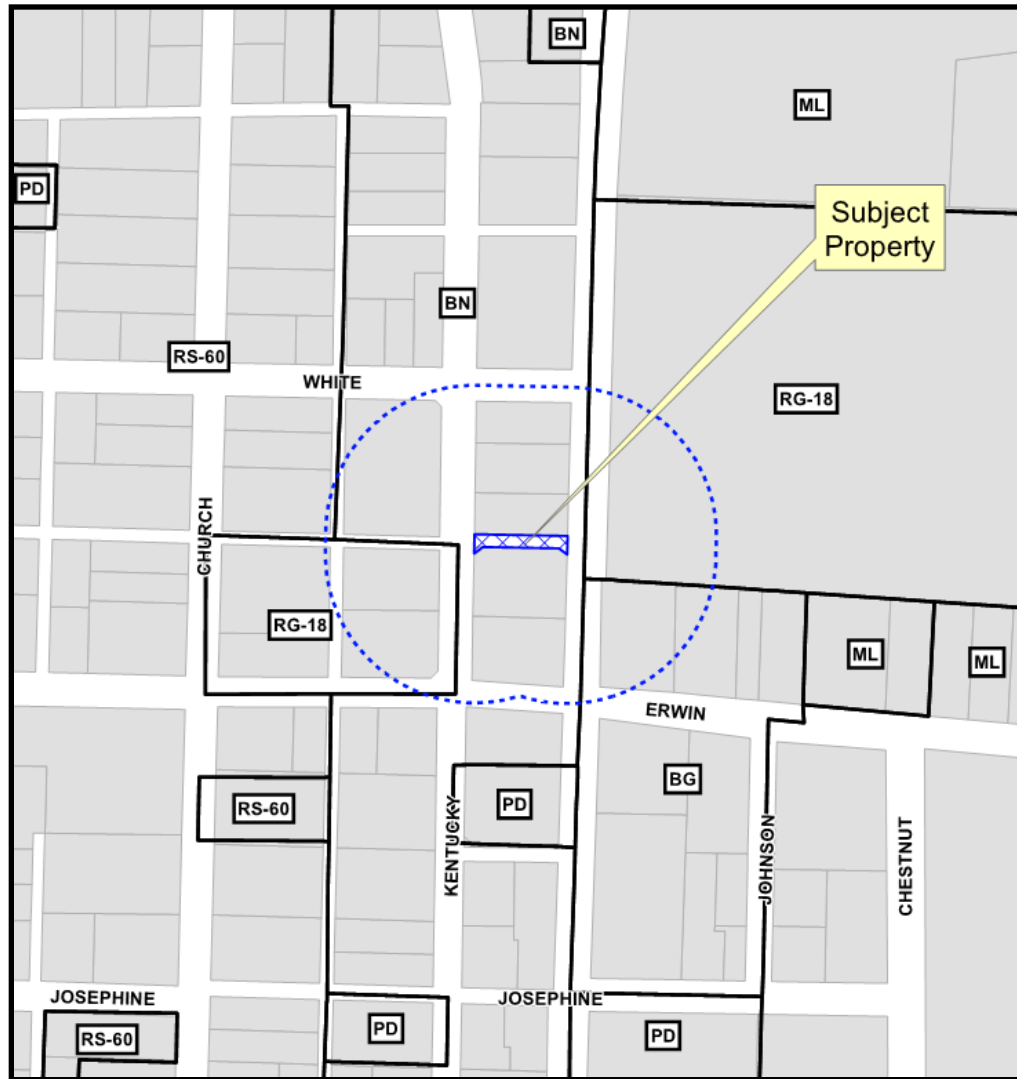 BN
ML
PD
Subject
Property
BN
RS-60
WHITE
RG-18
CHURCH
RG-18
ML
ML
ERWIN
BG
RS-60
PD
KENTUCKY
JOHNSON
CHESTNUT
JOSEPHINE
JOSEPHINE
RS-60
PD
PD